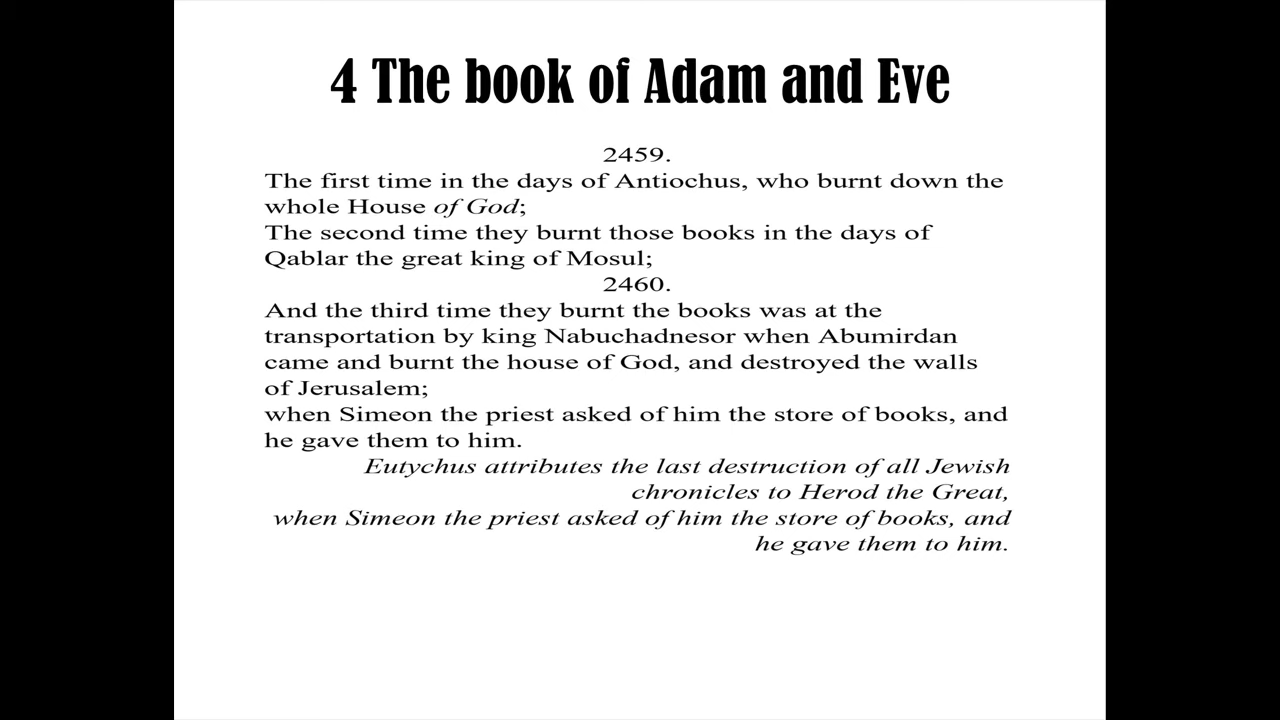 4 The book of Adam and Eve
2459.
The first time in the days of Antiochus, who burnt down the
whole House of God;
The second time they burnt those books in the days of
Qablar the great king of Mosul;
2460.
And the third time they burnt the books was at the
transportation by king Nabuchadnesor when Abumirdan
came and burnt the house of God, and destroyed the walls
of Jerusalem;
when Simeon the priest asked of him the store of books, and
he gave them to him.
Eutychus attributes the last destruction of all Jewish
chronicles to Herod the Great,
when Simeon the priest asked of him the store of books, and
he gave them to him.